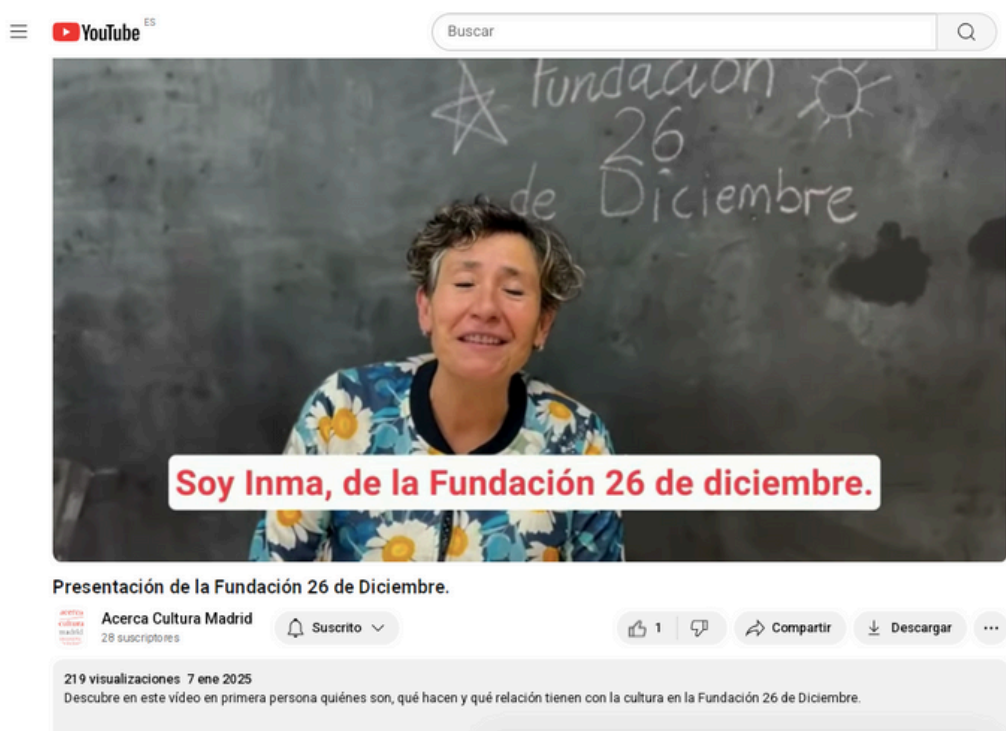 YouTube ES
Buscar
Fundación
26
de Diciembre
Soy Inma, de la Fundación 26 de diciembre.
Presentación de la Fundación 26 de Diciembre.
acerca
cultura
madrid
Acerca Cultura Madrid
28 suscriptores
Suscrito
1
Compartir
Descargar
219 visualizaciones 7 ene 2025
Descubre en este vídeo en primera persona quiénes son, qué hacen y qué relación tienen con la cultura en la Fundación 26 de Diciembre.